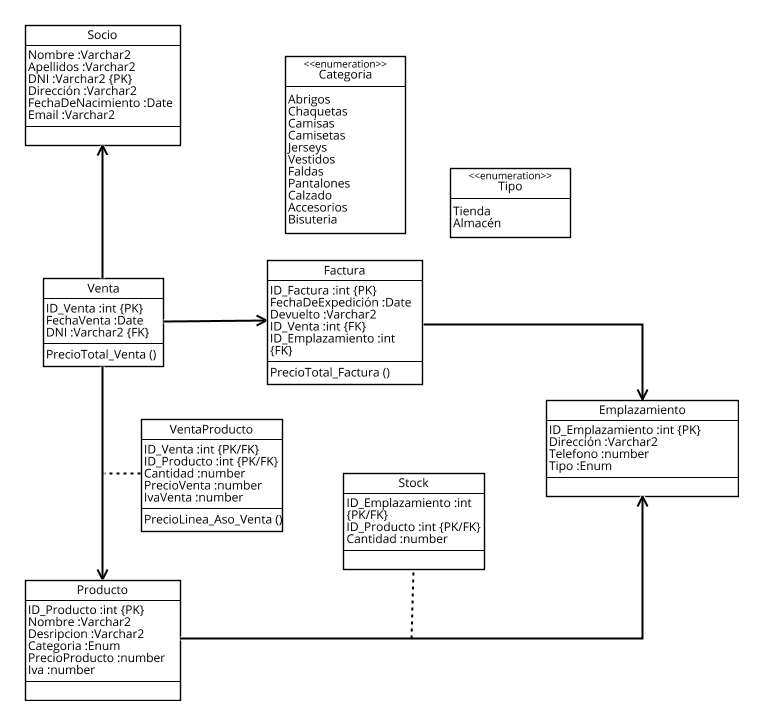 Socio
Nombre :Varchar2
Apellidos :Varchar2
DNI :Varchar2 {PK}
Dirección :Varchar2
FechaDeNacimiento :Date
Email :Varchar2
<<enumeration>>
Categoria
Abrigos
Chaquetas
Camisas
Camisetas
Jerseys
Vestidos
Faldas
Pantalones
Calzado
Accesorios
Bisuteria
<<enumeration>>
Tipo
Tienda
Almacén
Venta
ID_Venta :int {PK}
FechaVenta :Date
DNI :Varchar2 {FK}
PrecioTotal_Venta ()
Factura
ID_Factura :int {PK}
FechaDeExpedición :Date
Devuelto :Varchar2
ID_Venta :int {FK}
ID_Emplazamiento :int
{FK}
PrecioTotal_Factura ()
Emplazamiento
ID_Emplazamiento :int {PK}
Dirección :Varchar2
Telefono :number
Tipo :Enum
VentaProducto
ID_Venta :int {PK/FK}
ID_Producto :int {PK/FK}
Cantidad :number
PrecioVenta :number
IvaVenta :number
PrecioLinea_Aso_Venta ()
Stock
ID_Emplazamiento :int
{PK/FK}
ID_Producto :int {PK/FK}
Cantidad :number
Producto
ID_Producto :int {PK}
Nombre :Varchar2
Desripcion :Varchar2
Categoria :Enum
PrecioProducto :number
Iva :number